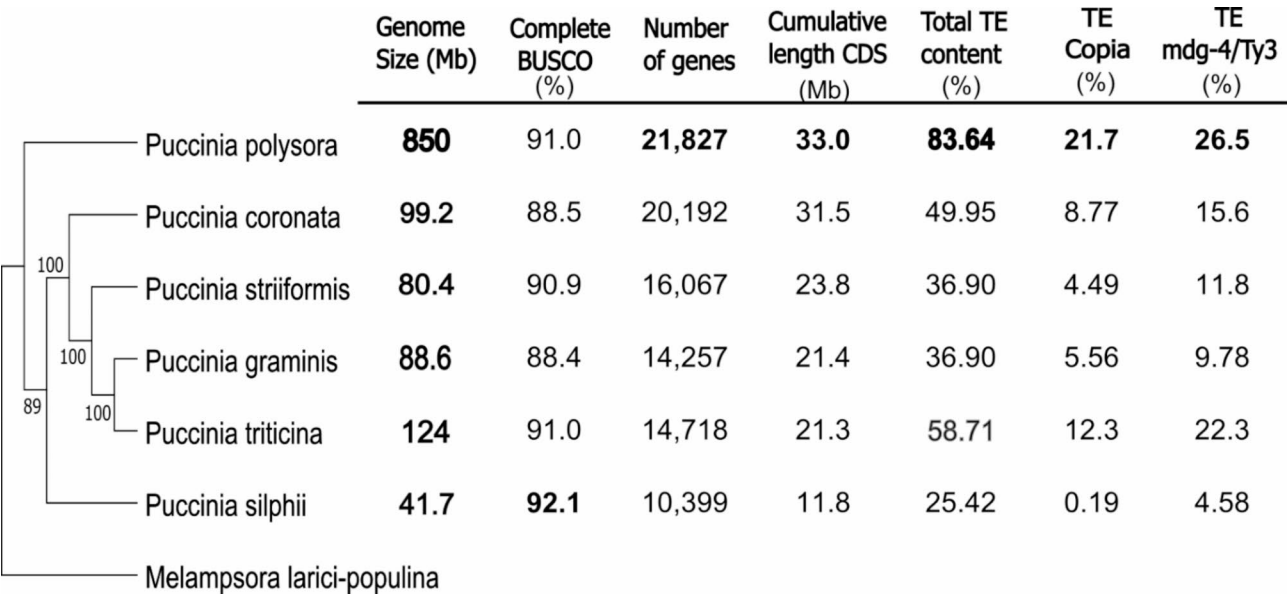 Genome Size (Mb) Complete BUSCO (%) Number of genes Cumulative length CDS (Mb) Total TE content (%) TE Copia (%) TE mdg-4/Ty3 (%)
Puccinia polysora 850 91.0 21,827 33.0 83.64 21.7 26.5
Puccinia coronata 99.2 88.5 20,192 31.5 49.95 8.77 15.6
100
Puccinia striiformis 80.4 90.9 16,067 23.8 36.90 4.49 11.8
100
Puccinia graminis 88.6 88.4 14,257 21.4 36.90 5.56 9.78
89
100
Puccinia triticina 124 91.0 14,718 21.3 58.71 12.3 22.3
Puccinia silphii 41.7 92.1 10,399 11.8 25.42 0.19 4.58
Melampsora larici-populina